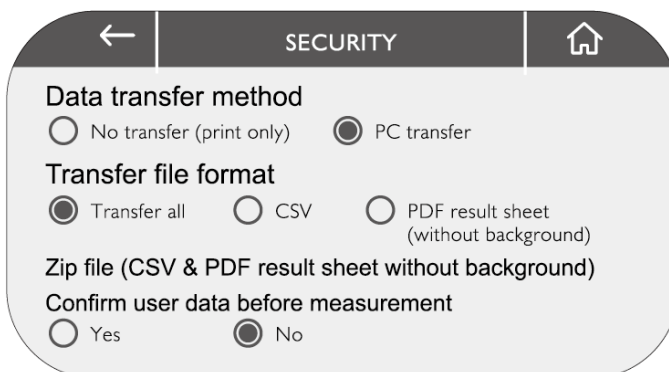 SECURITY
Data transfer method
No transfer (print only) PC transfer
Transfer file format
Transfer all CSV PDF result sheet
(without background)
Zip file (CSV & PDF result sheet without background)
Confirm user data before measurement
Yes No